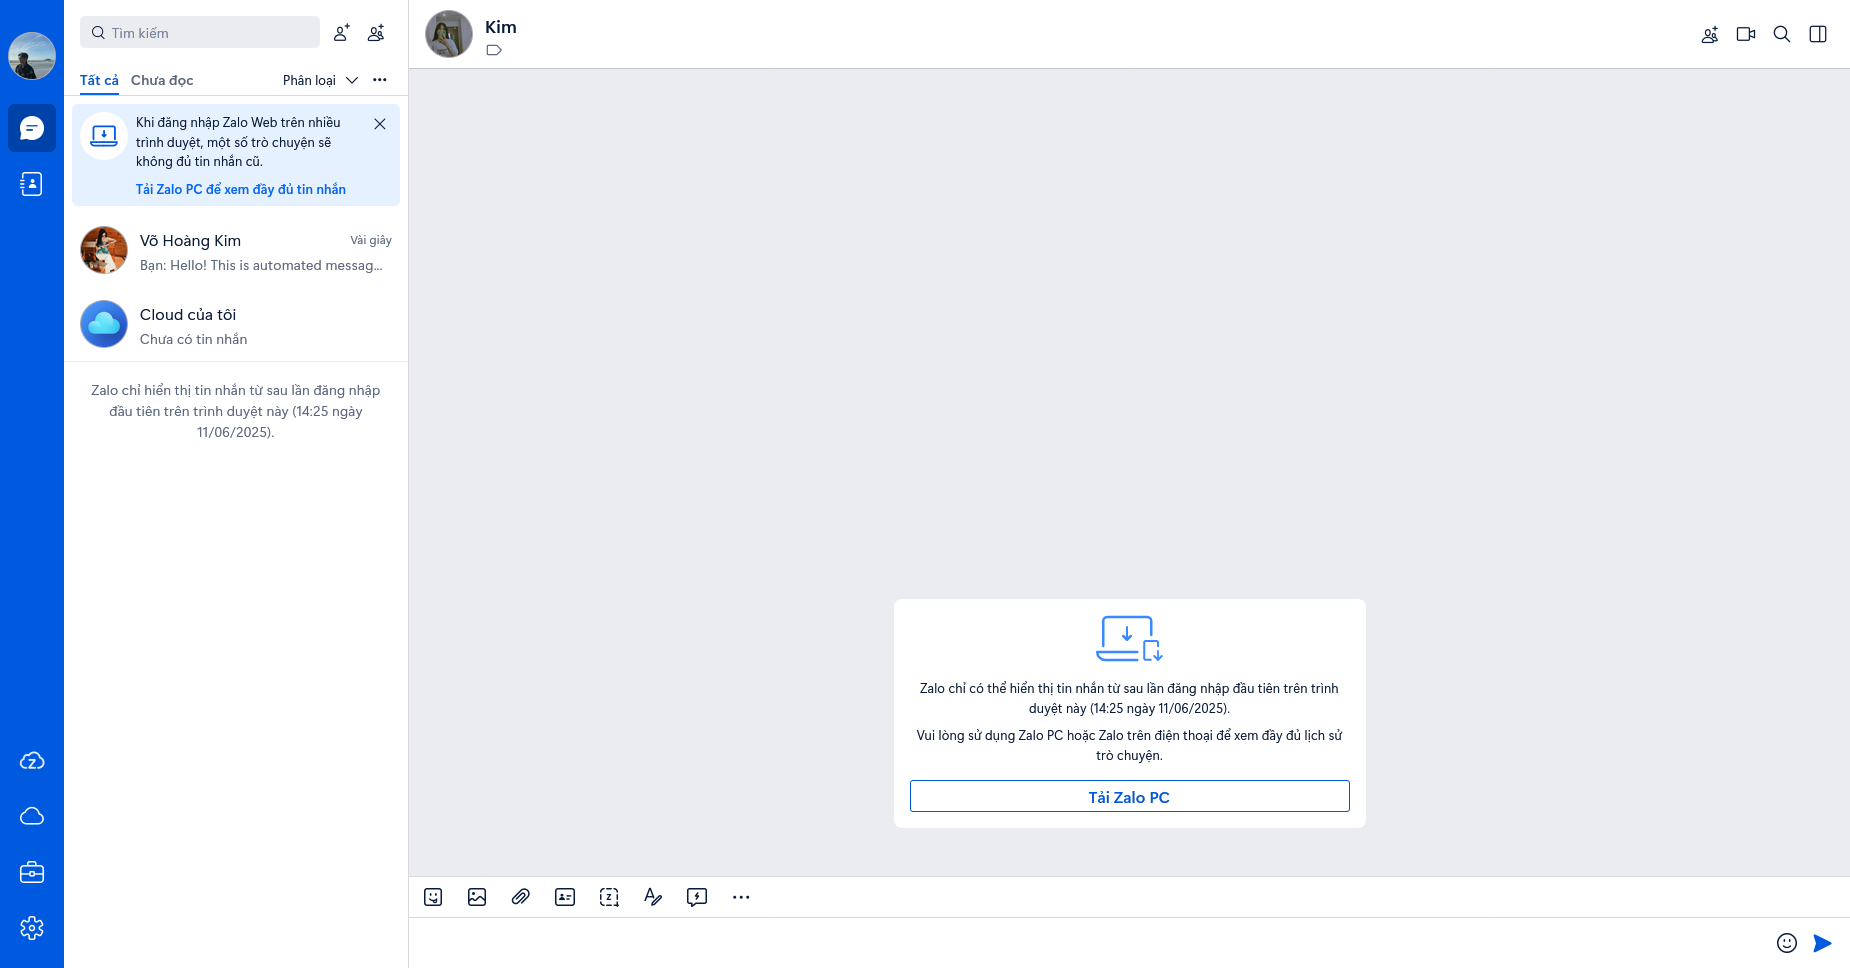 Tìm kiếm
Tất cả
Chưa đọc
Phân loại
Khi đăng nhập Zalo Web trên nhiều
trình duyệt, một số trò chuyện sẽ
không đủ tin nhắn cũ.
Tải Zalo PC để xem đầy đủ tin nhắn
Võ Hoàng Kim
Vài giây
Bạn: Hello! This is automated messag...
Cloud của tôi
Chưa có tin nhắn
Zalo chỉ hiển thị tin nhắn từ sau lần đăng nhập
đầu tiên trên trình duyệt này (14:25 ngày
11/06/2025).
Kim
Zalo chỉ có thể hiển thị tin nhắn từ sau lần đăng nhập đầu tiên trên trình
duyệt này (14:25 ngày 11/06/2025).
Vui lòng sử dụng Zalo PC hoặc Zalo trên điện thoại để xem đầy đủ lịch sử
trò chuyện.
Tải Zalo PC